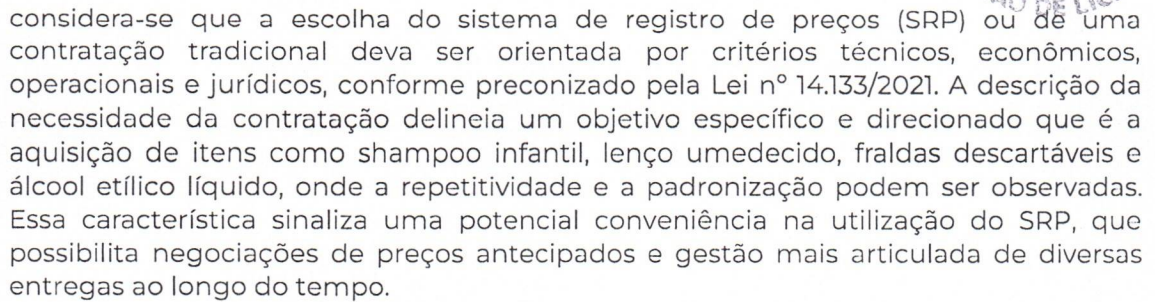 considera-se que a escolha do sistema de registro de preços (SRP) ou de uma
contratação tradicional deva ser orientada por critérios técnicos, econômicos,
operacionais e jurídicos, conforme preconizado pela Lei nº 14.133/2021. A descrição da
necessidade da contratação delineia um objetivo específico e direcionado que é a
aquisição de itens como shampoo infantil, lenço umedecido, fraldas descartáveis e
álcool etílico líquido, onde a repetitividade e a padronização podem ser observadas.
Essa característica sinaliza uma potencial conveniência na utilização do SRP, que
possibilita negociações de preços antecipados e gestão mais articulada de diversas
entregas ao longo do tempo.